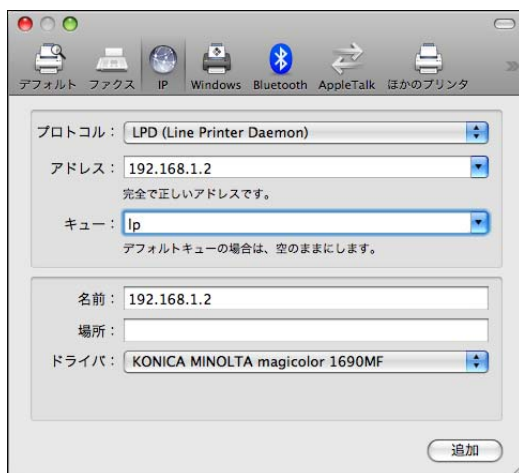 デフォルト ファクス IP Windows Bluetooth AppleTalk ほかのプリンタ
プロトコル： LPD (Line Printer Daemon)
アドレス： 192.168.1.2
完全で正しいアドレスです。
キュー： lp
デフォルトキューの場合は、空のままにします。
名前： 192.168.1.2
場所：
ドライバ： KONICA MINOLTA magicolor 1690MF
追加